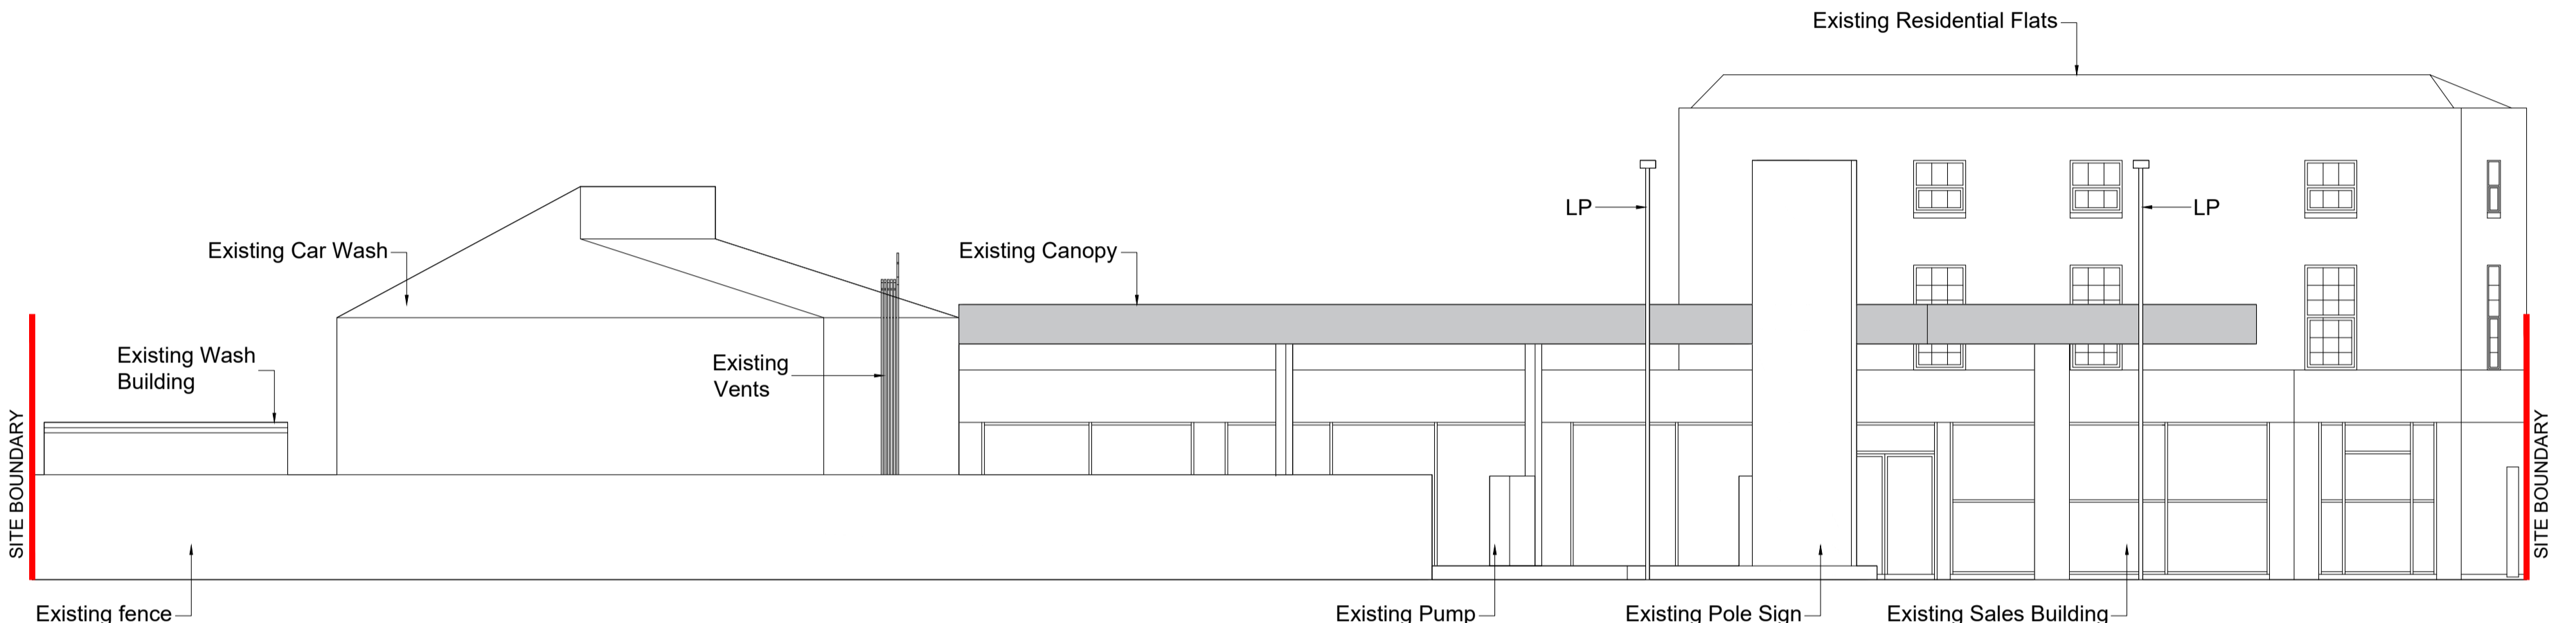 Existing Residential Flats
LP
LP
Existing Car Wash
Existing Canopy
Existing Wash
Building
Existing
Vents
SITE BOUNDARY
SITE BOUNDARY
Existing fence
Existing Pump
Existing Pole Sign
Existing Sales Building